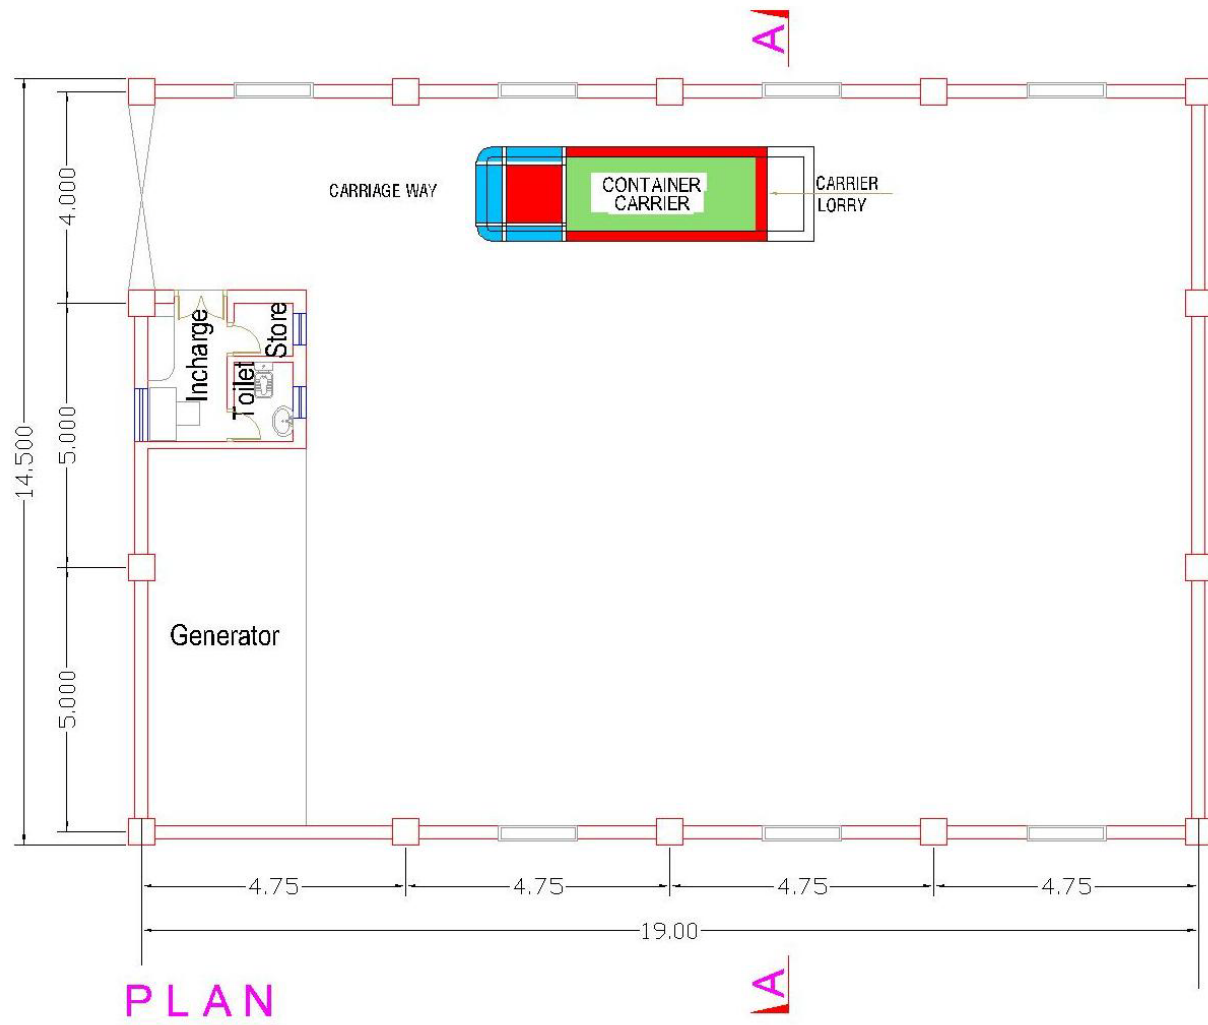 A
4.000
CARRIAGE WAY
CONTAINER
CARRIER
CARRIER
LORRY
Incharge
Store
Toilet
5.000
14.500
Generator
5.000
4.75
4.75
4.75
4.75
19.00
A
PLAN